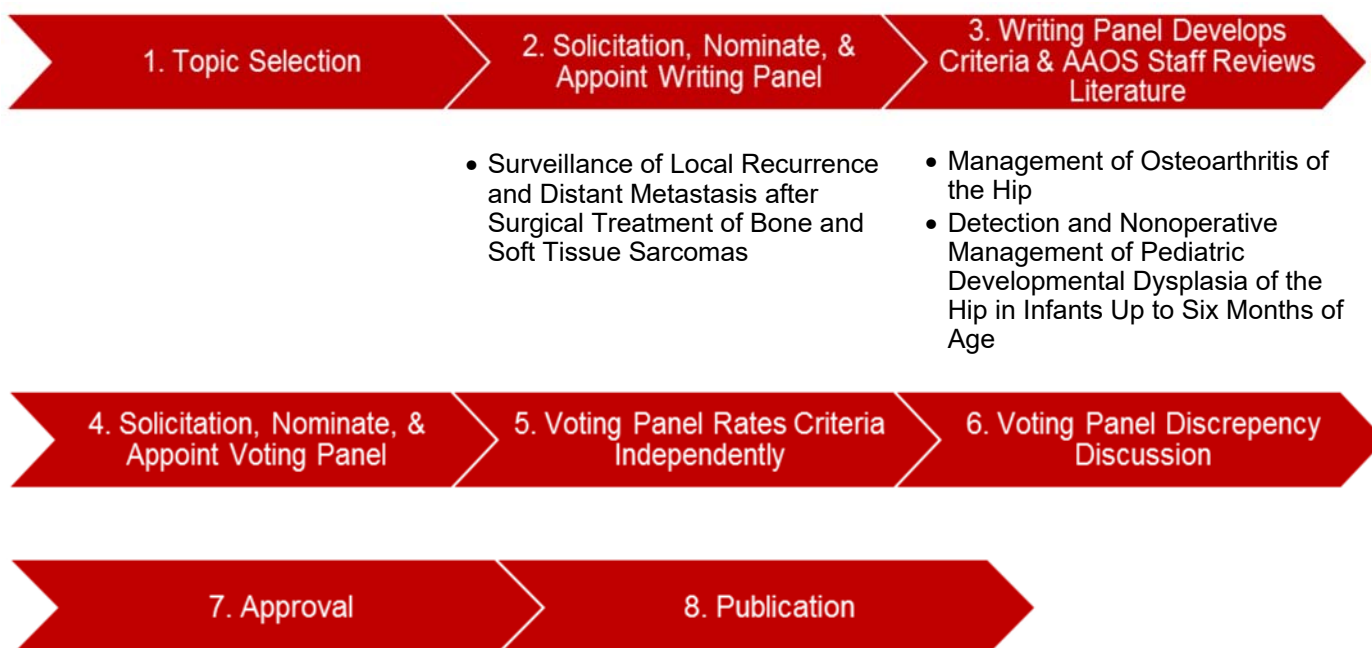 1. Topic Selection
2. Solicitation, Nominate, &
Appoint Writing Panel
3. Writing Panel Develops
Criteria & AAOS Staff Reviews
Literature
• Surveillance of Local Recurrence
and Distant Metastasis after
Surgical Treatment of Bone and
Soft Tissue Sarcomas
• Management of Osteoarthritis of
the Hip
• Detection and Nonoperative
Management of Pediatric
Developmental Dysplasia of the
Hip in Infants Up to Six Months of
Age
4. Solicitation, Nominate, &
Appoint Voting Panel
5. Voting Panel Rates Criteria
Independently
6. Voting Panel Discrepency
Discussion
7. Approval
8. Publication